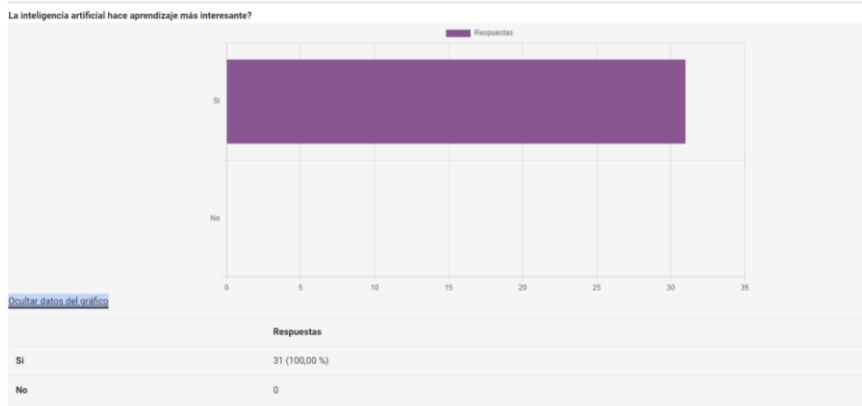 La inteligencia artificial hace aprendizaje más interesante?
Respuestas
Si
No
0 5 10 15 20 25 30 35
Ocultar datos del gráfico
Respuestas
Si 31 (100,00 %)
No 0